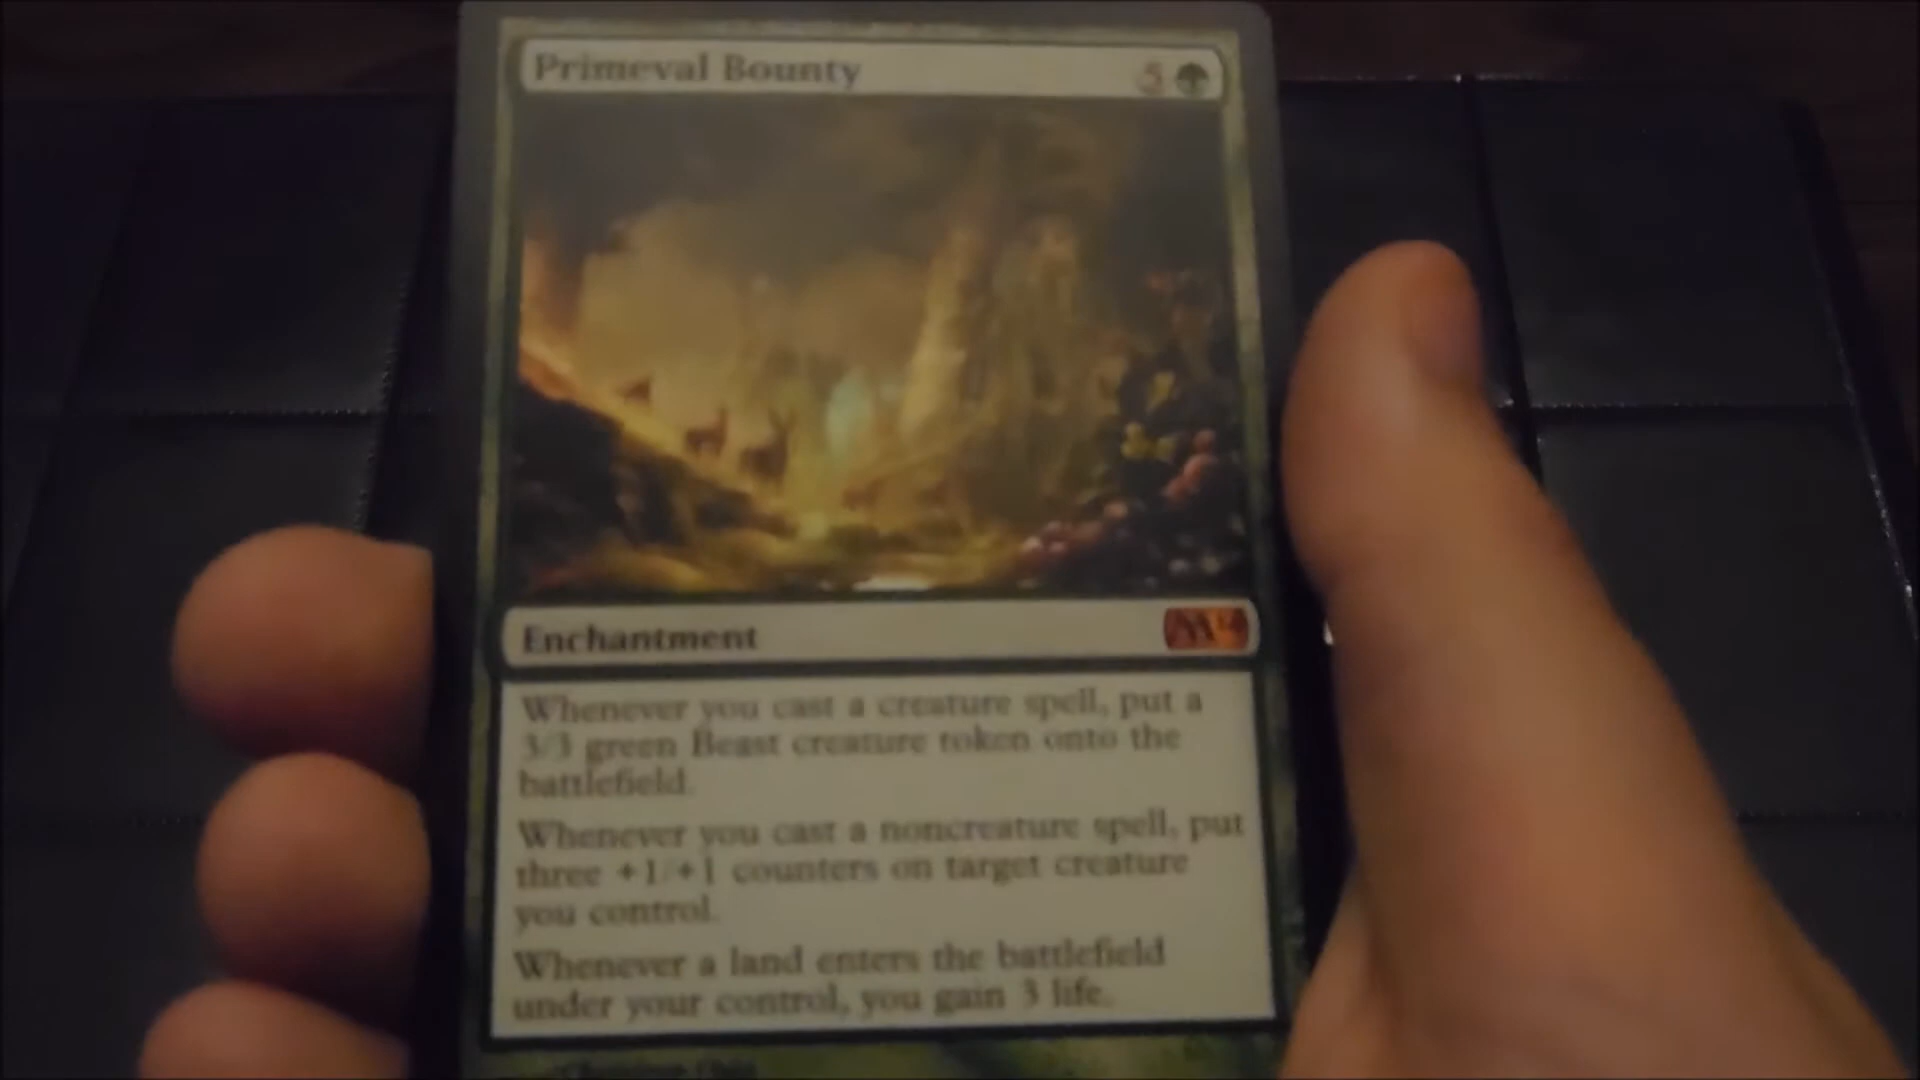 Primeval Bounty 5
Enchantment
M14
Whenever you cast a creature spell, put a
3/3 green Beast creature token onto the
battlefield.
Whenever you cast a noncreature spell, put
three +1/+1 counters on target creature
you control.
Whenever a land enters the battlefield
under your control, you gain 3 life.